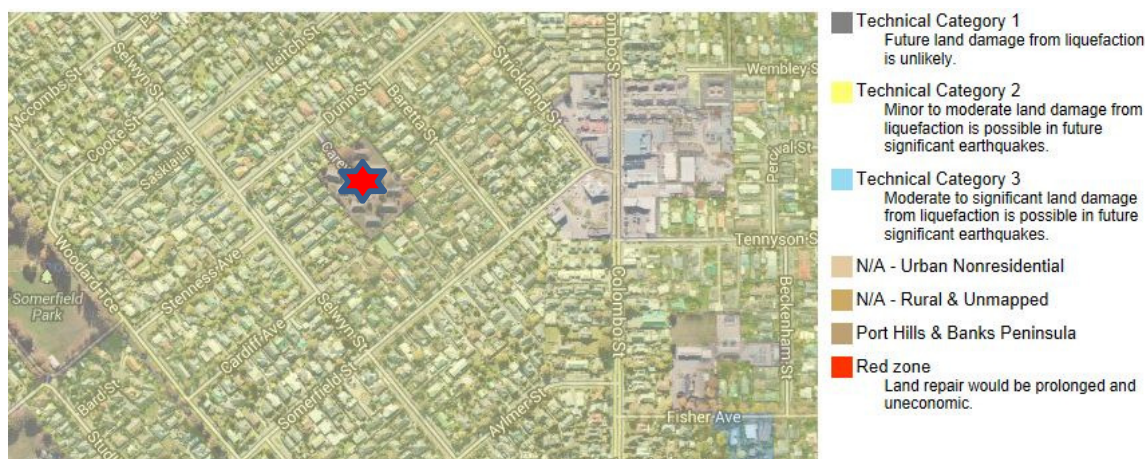 Mccombs St
Cooke St
Saskia Ln
Selwyn St
Leitch St
Dunn St
Baretta St
Strickland St
Wembley S
Tennyson S
Colombo St
Beckenham St
Woodard Tce
Somerfield
Park
Stenness Ave
Cardiff Ave
Selwyn St
Somerfield St
Bard St
Aylmer St
Fisher Ave
Technical Category 1
Future land damage from liquefaction
is unlikely.
Technical Category 2
Minor to moderate land damage from
liquefaction is possible in future
significant earthquakes.
Technical Category 3
Moderate to significant land damage
from liquefaction is possible in future
significant earthquakes.
N/A - Urban Nonresidential
N/A - Rural & Unmapped
Port Hills & Banks Peninsula
Red zone
Land repair would be prolonged and
uneconomic.